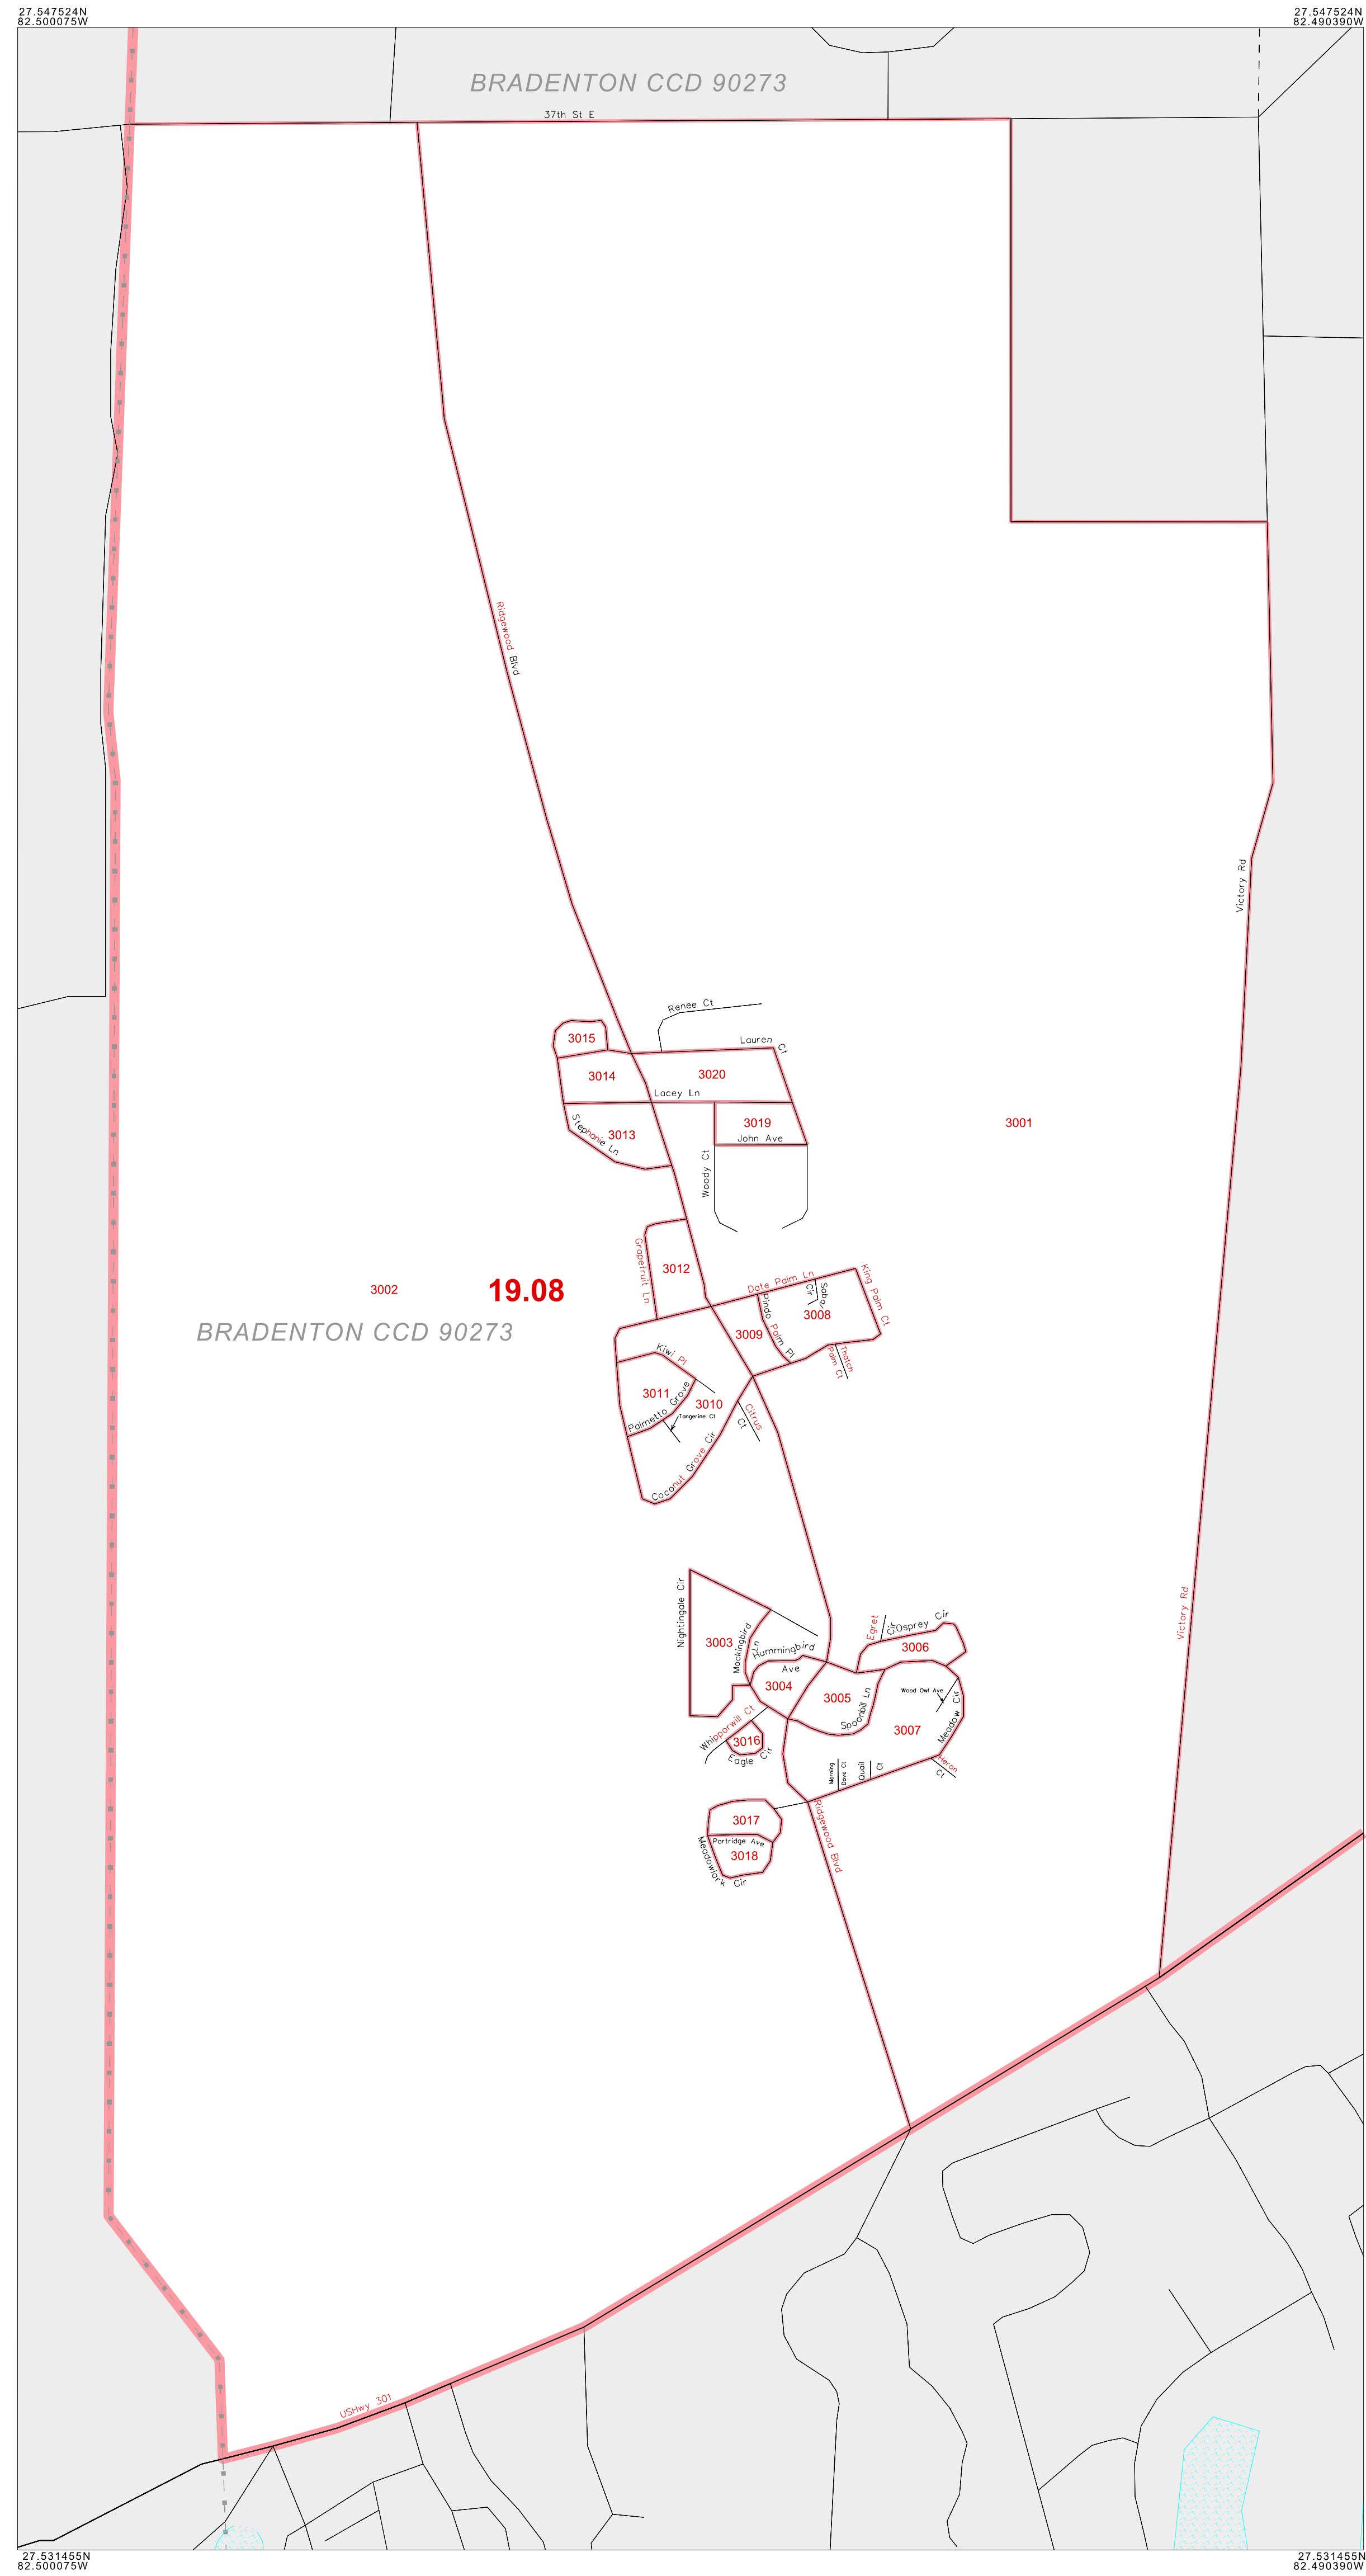 27.547524N
82.500075W
27.547524N
82.490390W
BRADENTON CCD 90273
37th St E
Ridgewood Blvd
Victory Rd
Renee Ct
3015
Lauren Ct
3014
3020
Lacey Ln
Stephanie Ln
3013
3019
3001
John Ave
Woody Ct
Grapefruit Ln
3012
3002
19.08
BRADENTON CCD 90273
Date Palm Ln
King Palm Ct
Sabal Cir
Pindo Palm Pl
3008
3009
Thatch Palm Ct
Kiwi Pl
3011
3010
Palmetto Grove
Tangerine Ct
Citrus Ct
Coconut Grove Cir
Nightingale Cir
Victory Rd
Egret Cir
Osprey Cir
3003
Mockingbird Ln
Hummingbird Ave
3006
3004
3005
Wood Owl Ave
Spoonbill Ln
3007
Meadow Cir
Whipporwill Ct
3016
Eagle Cir
Morning Dave Ct
Quail Ct
Heron Ct
3017
Ridgewood Blvd
Partridge Ave
3018
Meadowlark Cir
USHwy 301
27.531455N
82.500075W
27.531455N
82.490390W